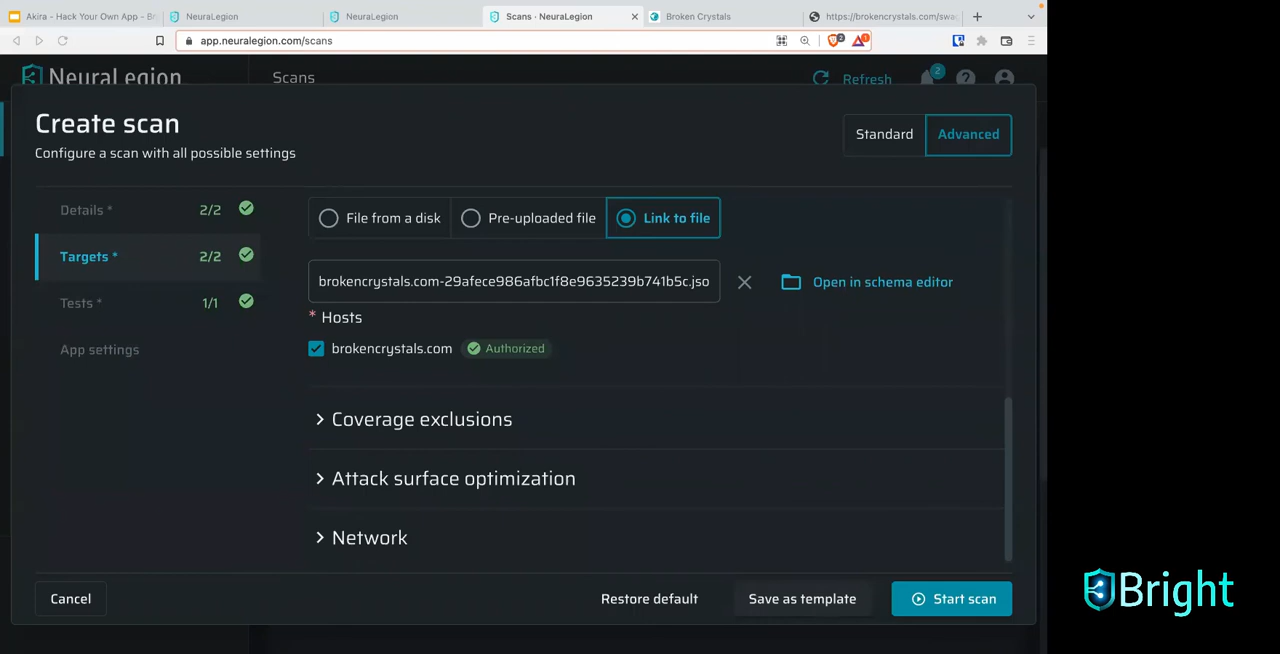 Akira - Hack Your Own App - Br
NeuraLegion
NeuraLegion
Scans · NeuraLegion
Broken Crystals
https://brokencrystals.com/swag
app.neuralegion.com/scans
2
1
NeuraLegion
Scans
Refresh
2
Create scan
Configure a scan with all possible settings
Standard
Advanced
Details * 2/2
Targets * 2/2
Tests * 1/1
App settings
File from a disk
Pre-uploaded file
Link to file
brokencrystals.com-29afece986afbc1f8e9635239b741b5c.jso
Open in schema editor
* Hosts
brokencrystals.com
Authorized
Coverage exclusions
Attack surface optimization
Network
Cancel
Restore default
Save as template
Start scan
Bright